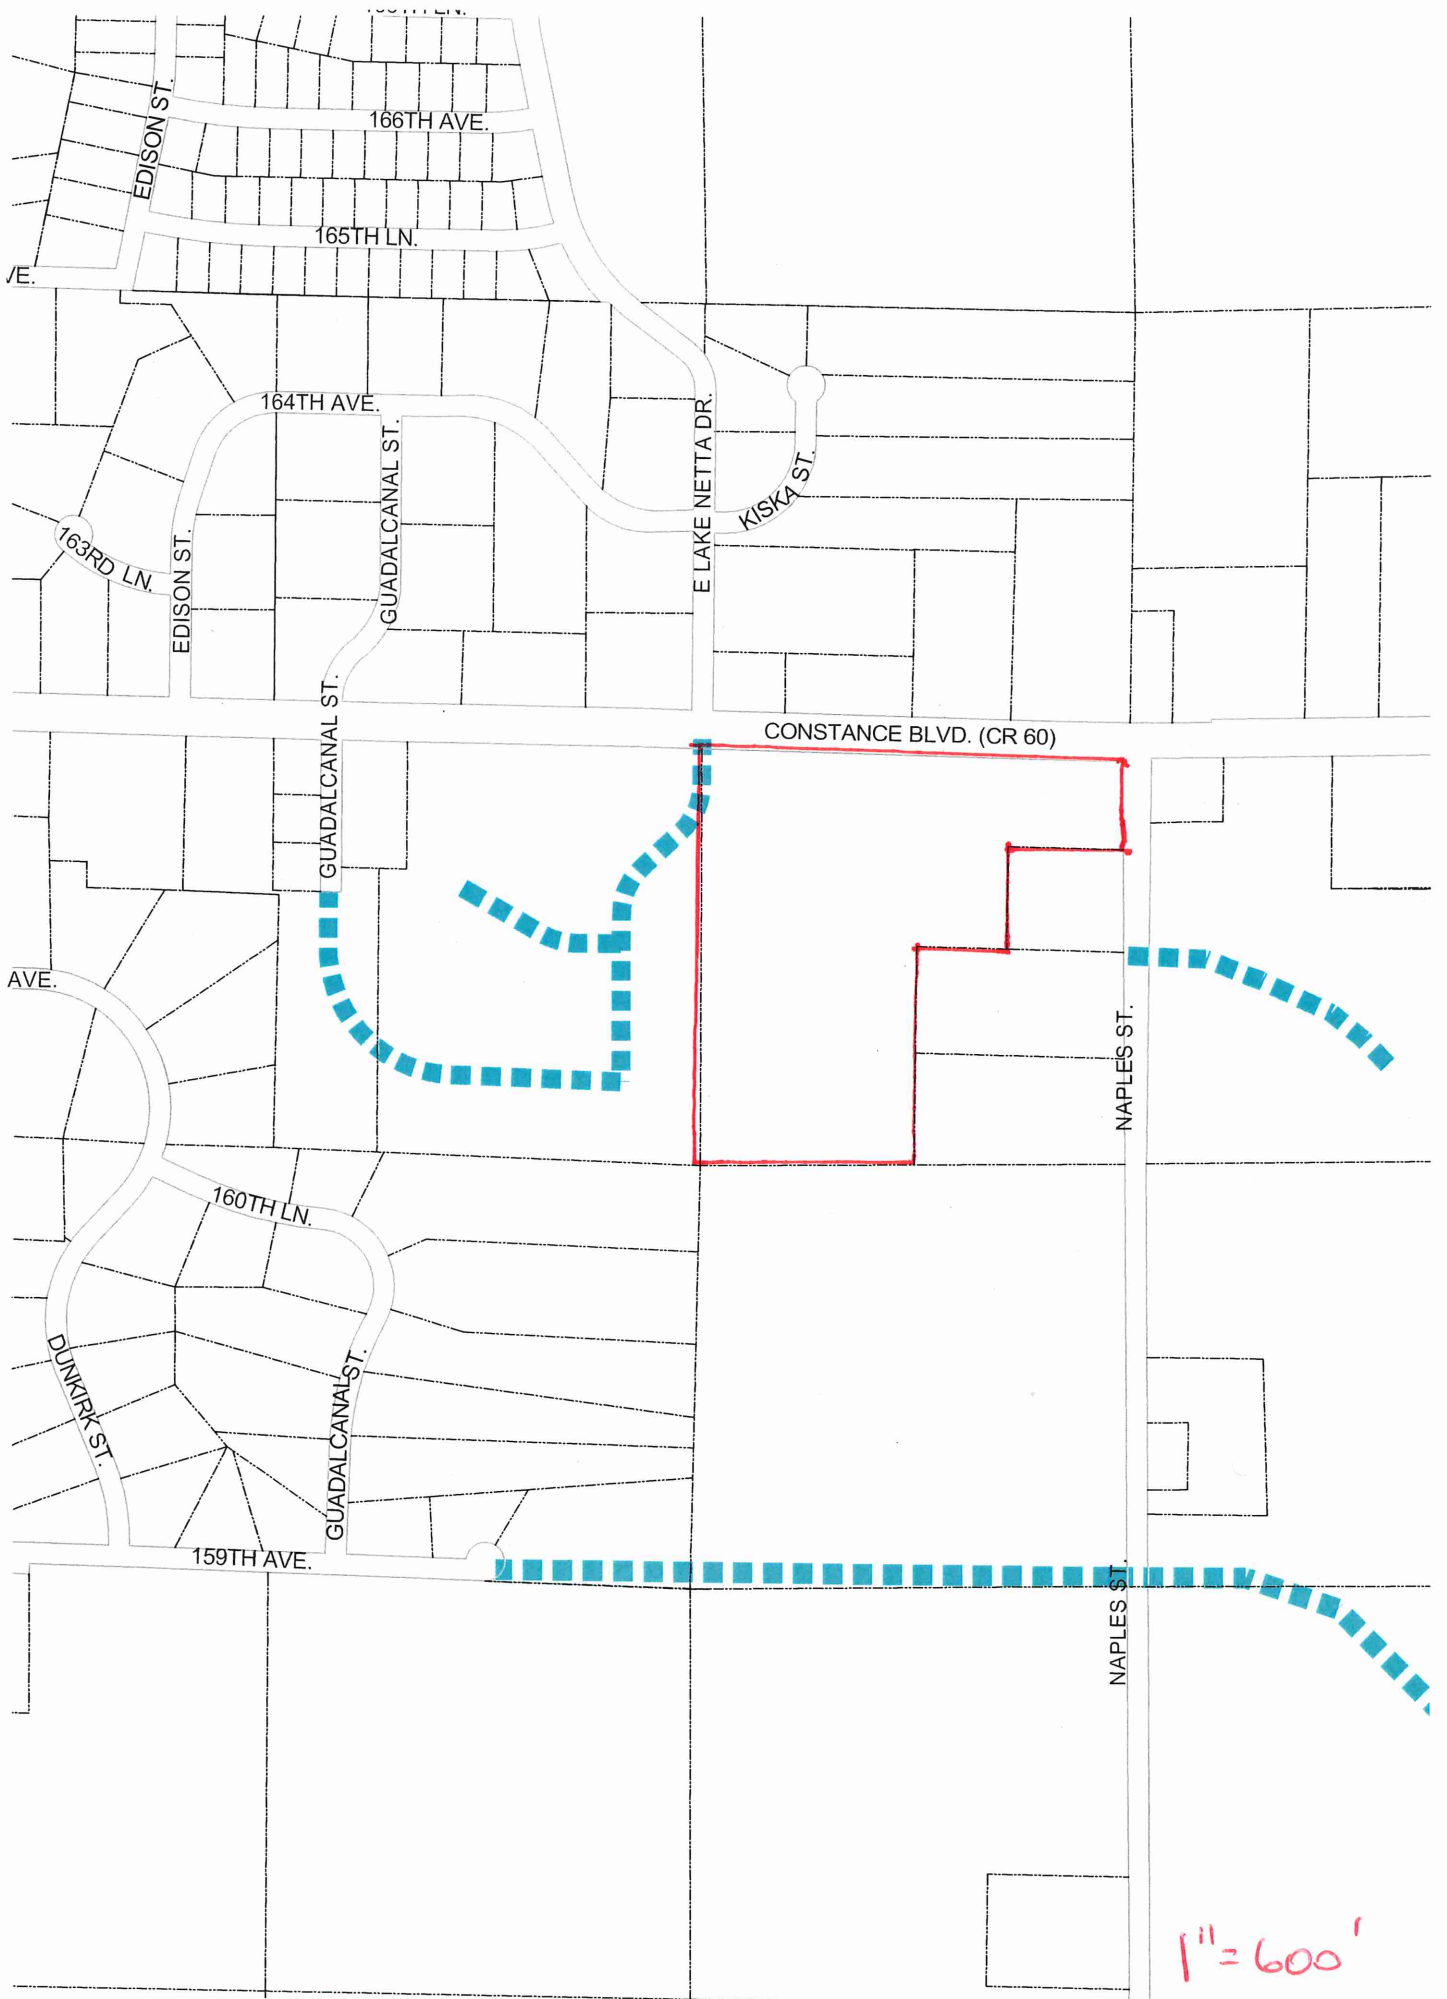 166TH AVE.
EDISON ST.
165TH LN.
VE.
164TH AVE.
GUADALCANAL ST.
E LAKE NETTA DR.
KISKA ST.
163RD LN.
EDISON ST.
GUADALCANAL ST.
CONSTANCE BLVD. (CR 60)
AVE.
NAPLES ST.
160TH LN.
DUNKIRK ST.
GUADALCANAL ST.
159TH AVE.
NAPLES ST.
1"=600'